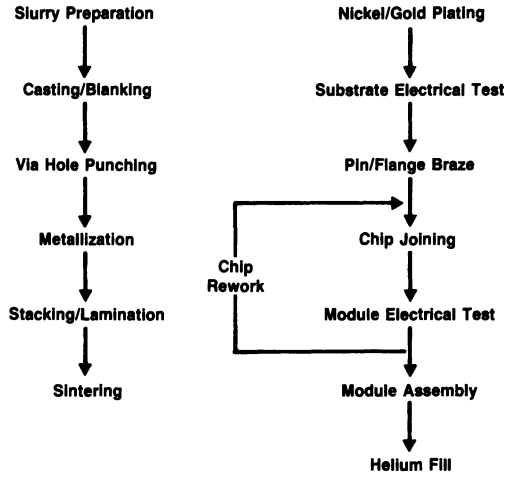 Slurry Preparation
Casting/Blanking
Via Hole Punching
Metallization
Stacking/Lamination
Sintering
Nickel/Gold Plating
Substrate Electrical Test
Pin/Flange Braze
Chip Joining
Chip
Rework
Module Electrical Test
Module Assembly
Helium Fill